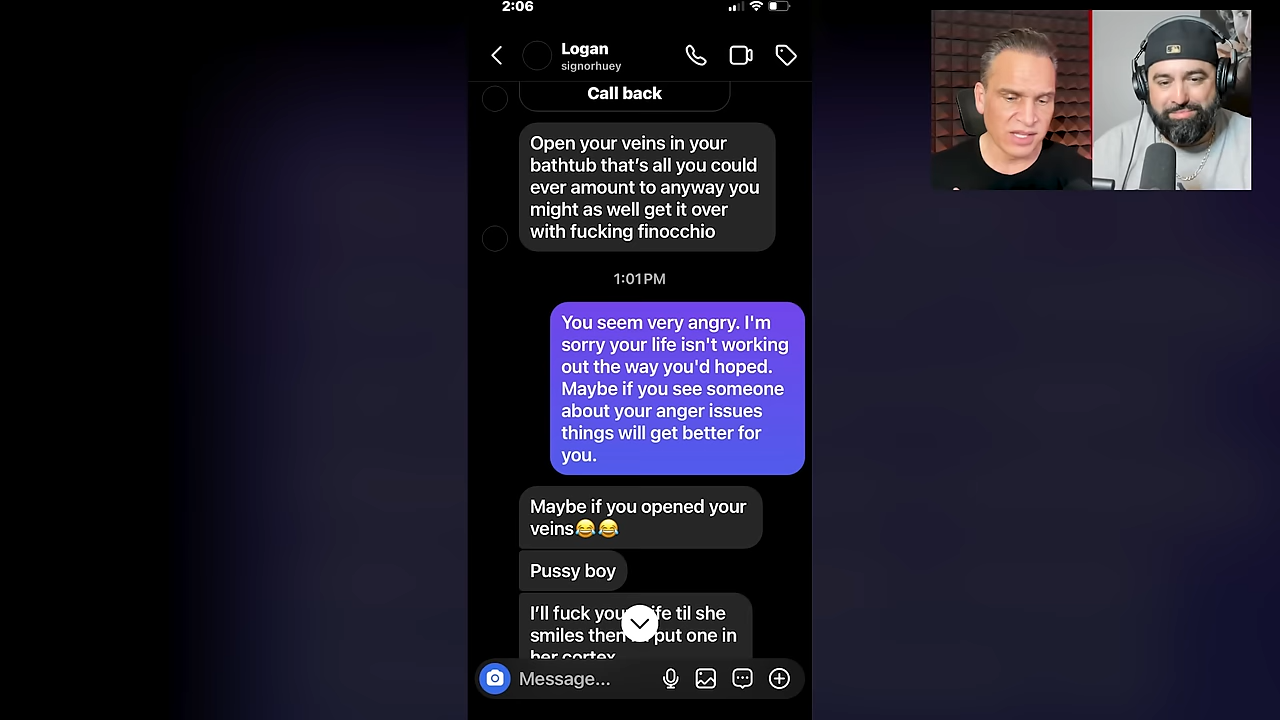 2:06
Logan
signorhuey
Call back
Open your veins in your
bathtub that's all you could
ever amount to anyway you
might as well get it over
with fucking finocchio
1:01PM
You seem very angry. I'm
sorry your life isn't working
out the way you'd hoped.
Maybe if you see someone
about your anger issues
things will get better for
you.
Maybe if you opened your
veins😂😂
Pussy boy
I'll fuck you ife til she
smiles then put one in
her cortex
Message...